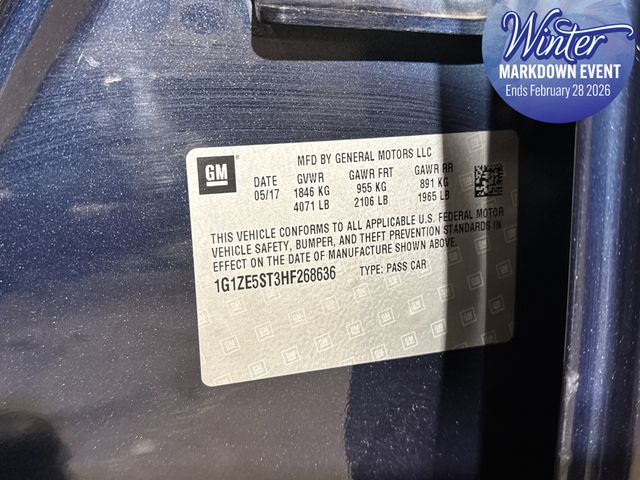 Winter
MARKDOWN EVENT
Ends February 28 2026
GM
MFD BY GENERAL MOTORS LLC
DATE GVWR GAWR FRT GAWR RR
05/17 1846 KG 955 KG 891 KG
4071 LB 2106 LB 1965 LB
THIS VEHICLE CONFORMS TO ALL APPLICABLE U.S. FEDERAL MOTOR
VEHICLE SAFETY, BUMPER, AND THEFT PREVENTION STANDARDS IN
EFFECT ON THE DATE OF MANUFACTURE SHOWN ABOVE.
1G1ZE5ST3HF268636 TYPE: PASS CAR